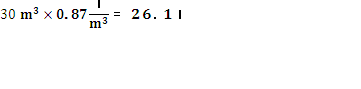 30 m³ × 0.87 l/m³ = 26.1 l